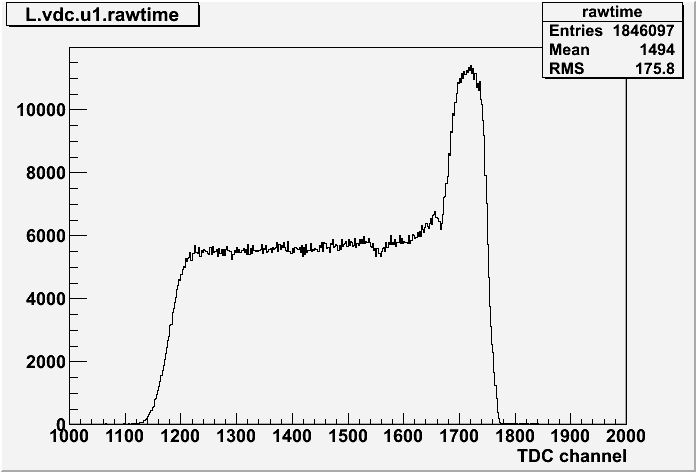 L.vdc.u1.rawtime
rawtime
Entries 1846097
Mean 1494
RMS 175.8
10000
8000
6000
4000
2000
0
1000 1100 1200 1300 1400 1500 1600 1700 1800 1900 2000
TDC channel